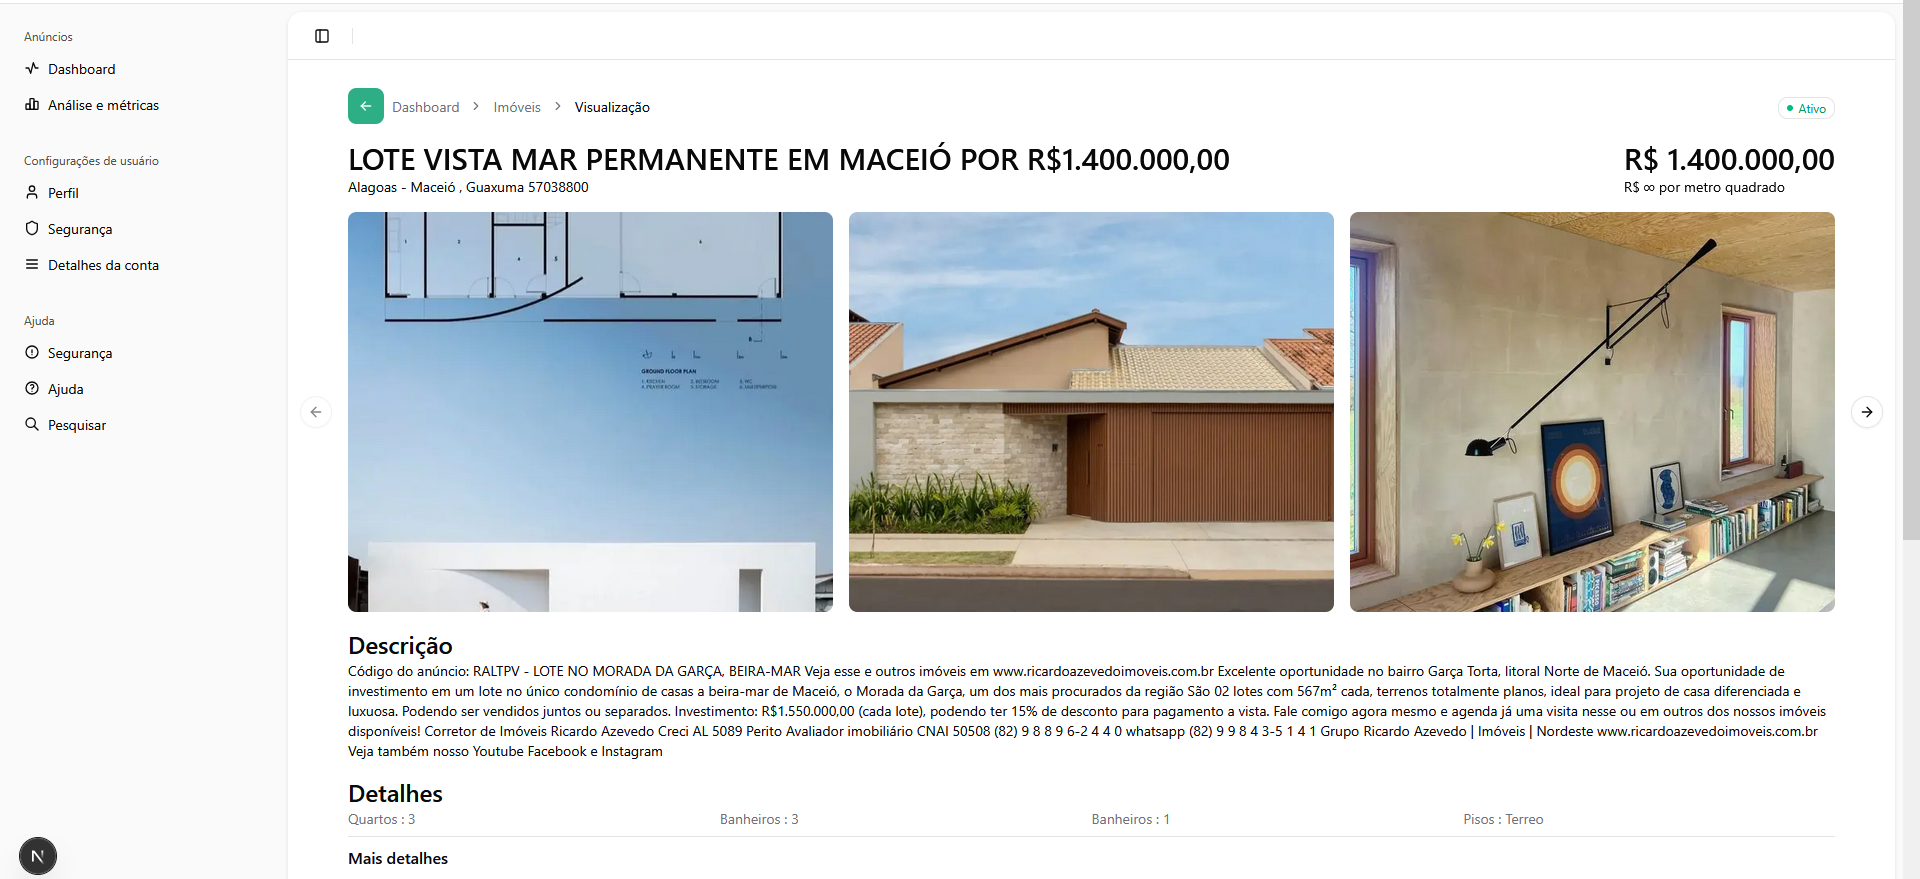 Anúncios
Dashboard
Análise e métricas
Configurações de usuário
Perfil
Segurança
Detalhes da conta
Ajuda
Segurança
Ajuda
Pesquisar
N
Dashboard > Imóveis > Visualização
Ativo
LOTE VISTA MAR PERMANENTE EM MACEIÓ POR R$1.400.000,00
Alagoas - Maceió , Guaxuma 57038800
R$ 1.400.000,00
R$ ∞ por metro quadrado
GROUND FLOOR PLAN
1. KITCHEN 2. BEDROOM 3. WC
4. PRAYER ROOM 5. STORAGE
Descrição
Código do anúncio: RALTPV - LOTE NO MORADA DA GARÇA, BEIRA-MAR Veja esse e outros imóveis em www.ricardoazevedoimoveis.com.br Excelente oportunidade no bairro Garça Torta, litoral Norte de Maceió. Sua oportunidade de
investimento em um lote no único condomínio de casas a beira-mar de Maceió, o Morada da Garça, um dos mais procurados da região São 02 lotes com 567m² cada, terrenos totalmente planos, ideal para projeto de casa diferenciada e
luxuosa. Podendo ser vendidos juntos ou separados. Investimento: R$1.550.000,00 (cada lote), podendo ter 15% de desconto para pagamento a vista. Fale comigo agora mesmo e agenda já uma visita nesse ou em outros dos nossos imóveis
disponíveis! Corretor de Imóveis Ricardo Azevedo Creci AL 5089 Perito Avaliador imobiliário CNAI 50508 (82) 9 8 8 9 6-2 4 4 0 whatsapp (82) 9 9 8 4 3-5 1 4 1 Grupo Ricardo Azevedo | Imóveis | Nordeste www.ricardoazevedoimoveis.com.br
Veja também nosso Youtube Facebook e Instagram
Detalhes
Quartos : 3
Banheiros : 3
Banheiros : 1
Pisos : Terreo
Mais detalhes